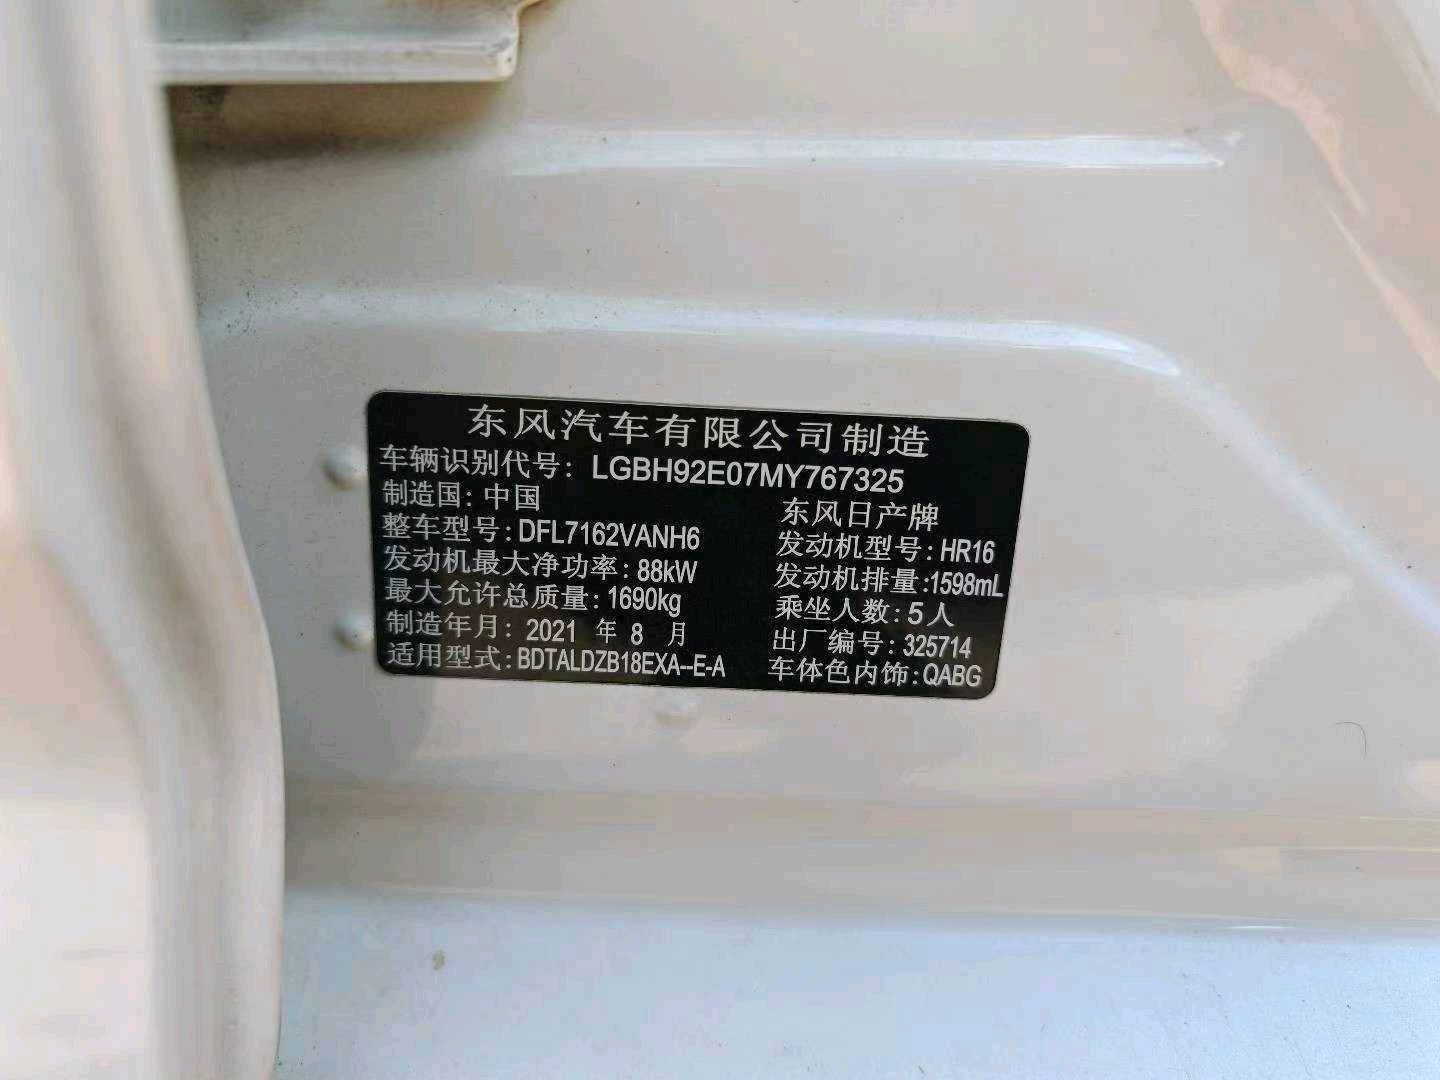 东风汽车有限公司制造
车辆识别代号: LGBH92E07MY767325
制造国: 中国 东风日产牌
整车型号: DFL7162VANH6 发动机型号: HR16
发动机最大净功率: 88kW 发动机排量: 1598mL
最大允许总质量: 1690kg 乘坐人数: 5人
制造年月: 2021 年 8 月 出厂编号: 325714
适用型式: BDTALDZB18EXA--E-A 车体色内饰: QABG